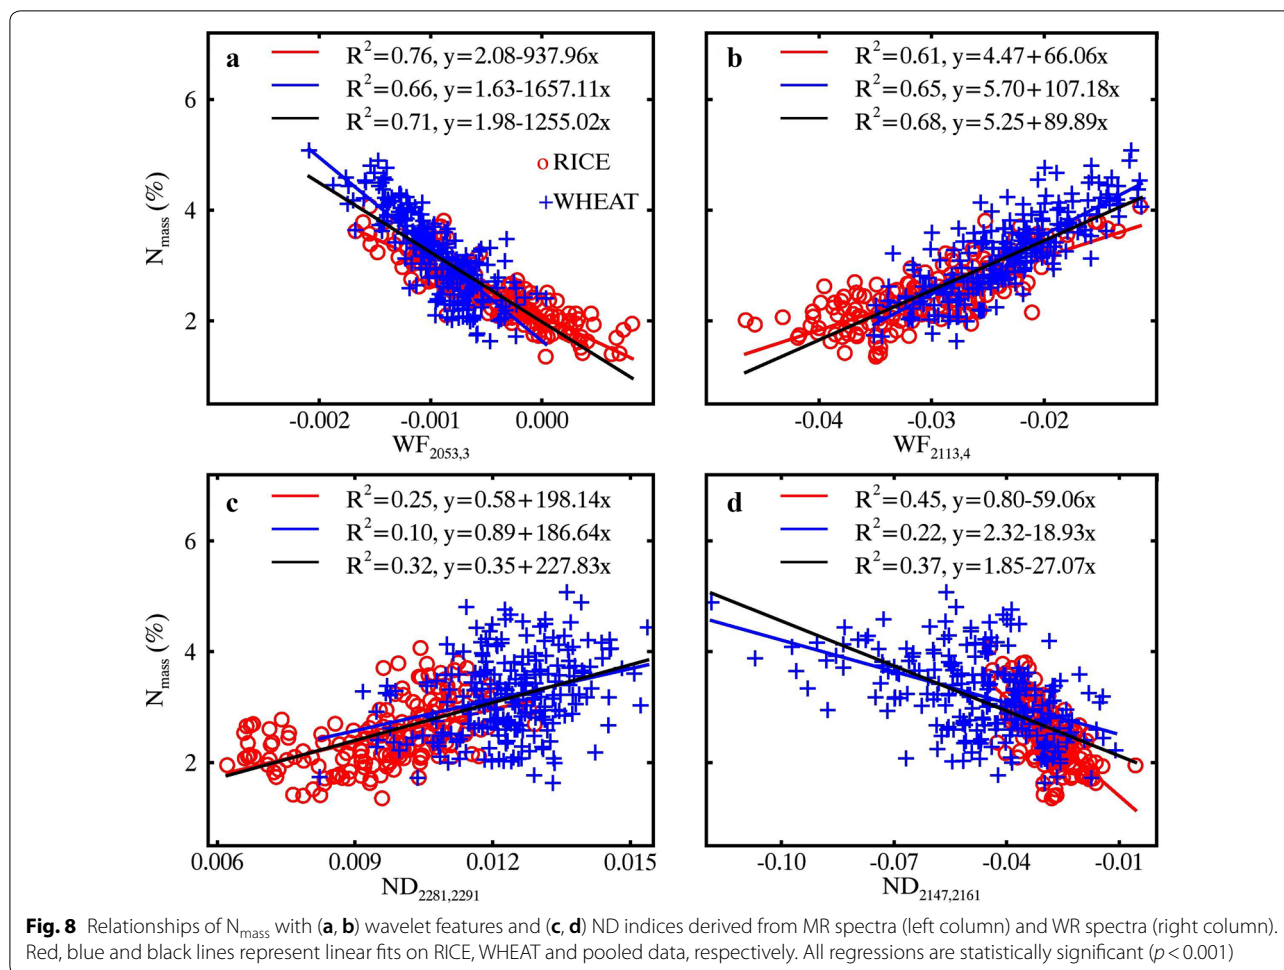 a
R²=0.76, y=2.08-937.96x
R²=0.66, y=1.63-1657.11x
R²=0.71, y=1.98-1255.02x
RICE
WHEAT
6
4
2
N_mass (%)
-0.002 -0.001 0.000
WF_2053,3
b
R²=0.61, y=4.47+66.06x
R²=0.65, y=5.70+107.18x
R²=0.68, y=5.25+89.89x
-0.04 -0.03 -0.02
WF_2113,4
c
R²=0.25, y=0.58+198.14x
R²=0.10, y=0.89+186.64x
R²=0.32, y=0.35+227.83x
6
4
2
N_mass (%)
0.006 0.009 0.012 0.015
ND_2281,2291
d
R²=0.45, y=0.80-59.06x
R²=0.22, y=2.32-18.93x
R²=0.37, y=1.85-27.07x
-0.10 -0.07 -0.04 -0.01
ND_2147,2161
Fig. 8 Relationships of N_mass with (a, b) wavelet features and (c, d) ND indices derived from MR spectra (left column) and WR spectra (right column).
Red, blue and black lines represent linear fits on RICE, WHEAT and pooled data, respectively. All regressions are statistically significant (p < 0.001)